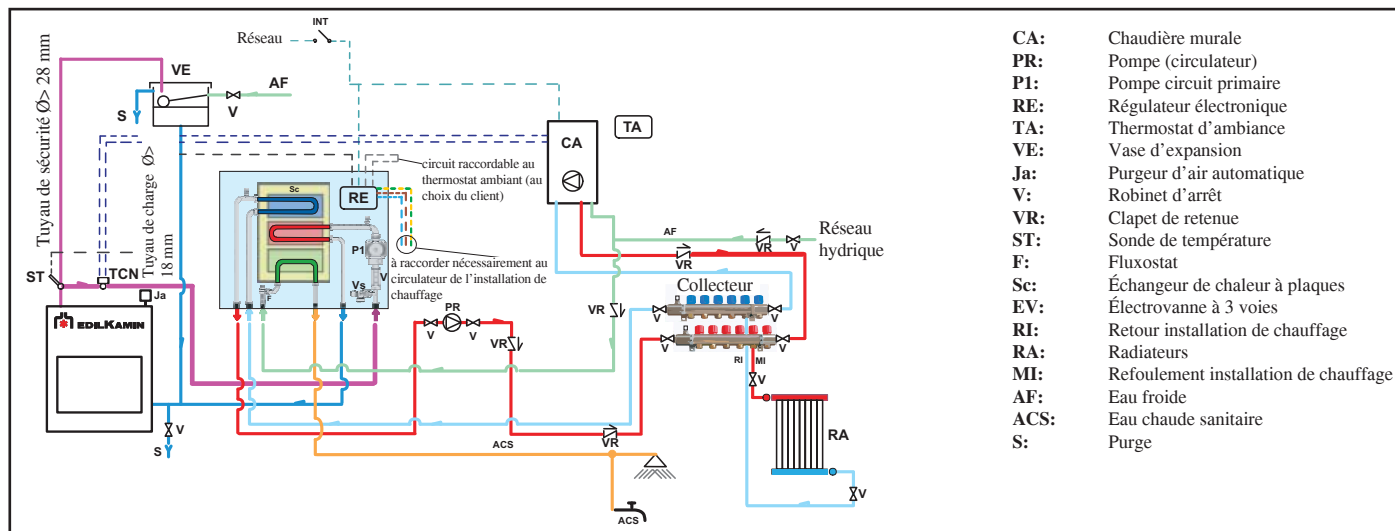 INT
Réseau
VE
AF
V
S
Tuyau de sécurité Ø> 28 mm
Tuyau de charge Ø>
18 mm
CA
TA
circuit raccordable au
thermostat ambiant (au
choix du client)
Sc
RE
P1
V
Vs
F
à raccorder nécessairement au
circulateur de l'installation de
chauffage
ST
TCN
Ja
EDILKAMIN
AF
VR
V
Réseau
hydrique
VR
Collecteur
VR
V
V
V
V
RI
MI
PR
V
V
VR
V
RA
V
V
S
ACS
VR
ACS
CA: Chaudière murale
PR: Pompe (circulateur)
P1: Pompe circuit primaire
RE: Régulateur électronique
TA: Thermostat d'ambiance
VE: Vase d'expansion
Ja: Purgeur d'air automatique
V: Robinet d'arrêt
VR: Clapet de retenue
ST: Sonde de température
F: Fluxostat
Sc: Échangeur de chaleur à plaques
EV: Électrovanne à 3 voies
RI: Retour installation de chauffage
RA: Radiateurs
MI: Refoulement installation de chauffage
AF: Eau froide
ACS: Eau chaude sanitaire
S: Purge